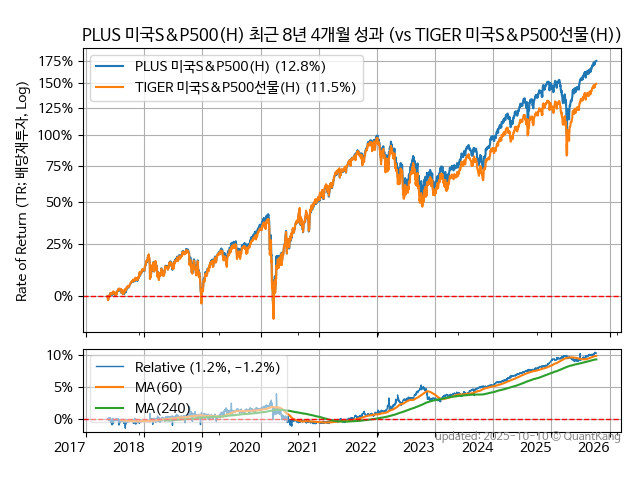 PLUS 미국S&P500(H) 최근 8년 4개월 성과 (vs TIGER 미국S&P500선물(H))
Rate of Return (TR: 배당재투자, Log)
175%
150%
125%
100%
75%
50%
25%
0%
PLUS 미국S&P500(H) (12.8%)
TIGER 미국S&P500선물(H) (11.5%)
10%
5%
0%
Relative (1.2%, -1.2%)
MA(60)
MA(240)
updated: 2025-10-10 © QuantKang
2017 2018 2019 2020 2021 2022 2023 2024 2025 2026